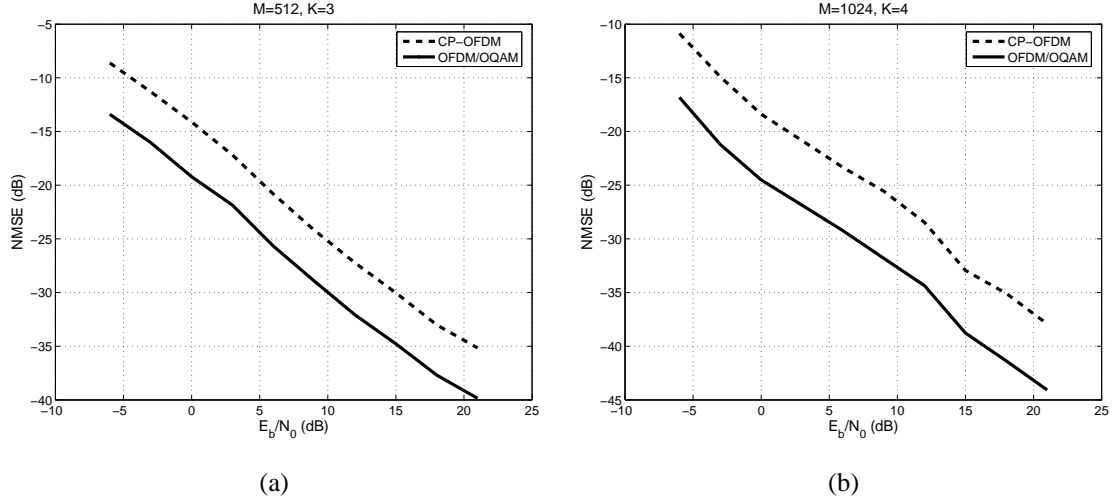 M=512, K=3
−5
−10
−15
−20
−25
−30
−35
−40
NMSE (dB)
CP−OFDM
OFDM/OQAM
−10
−5
0
5
10
15
20
25
E_b/N_0 (dB)
(a)
M=1024, K=4
−10
−15
−20
−25
−30
−35
−40
−45
NMSE (dB)
CP−OFDM
OFDM/OQAM
−10
−5
0
5
10
15
20
25
E_b/N_0 (dB)
(b)